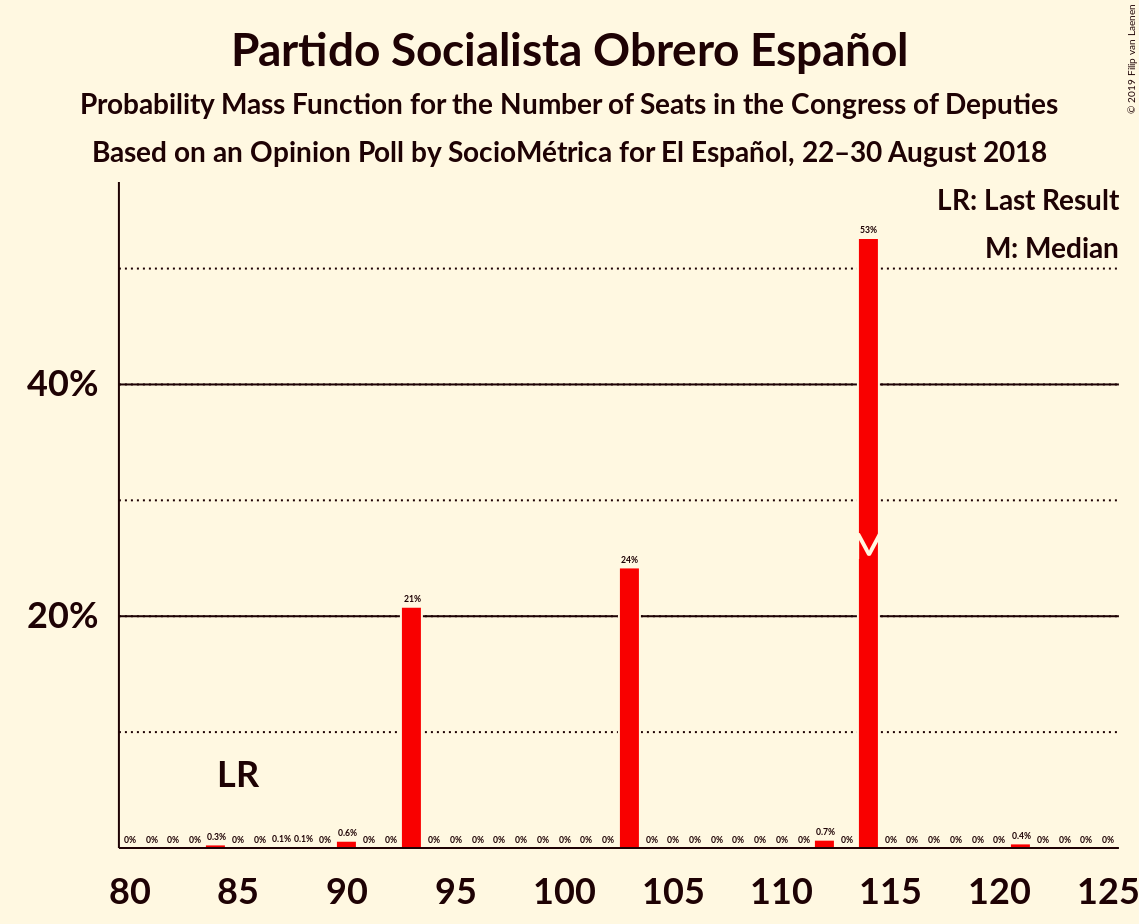 Partido Socialista Obrero Español
Probability Mass Function for the Number of Seats in the Congress of Deputies
Based on an Opinion Poll by SocioMétrica for El Español, 22–30 August 2018
© 2019 Filip van Laenen
LR: Last Result
M: Median
53%
40%
24%
21%
20%
LR
0% 0% 0% 0% 0.3% 0% 0% 0.1% 0.1% 0% 0.6% 0% 0% 0% 0% 0% 0% 0% 0% 0% 0% 0% 0% 0% 0% 0% 0% 0% 0% 0% 0.7% 0% 0% 0% 0% 0% 0% 0% 0.4% 0% 0% 0% 0%
80 85 90 95 100 105 110 115 120 125